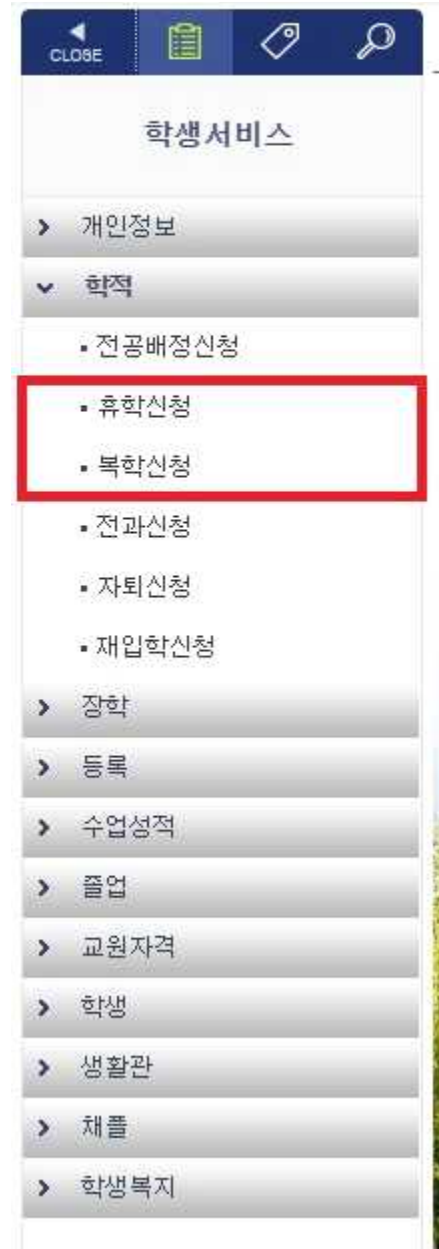 CLOSE
학생서비스
개인정보
학적
전공배정신청
휴학신청
복학신청
전과신청
자퇴신청
재입학신청
장학
등록
수업성적
졸업
교원자격
학생
생활관
채플
학생복지